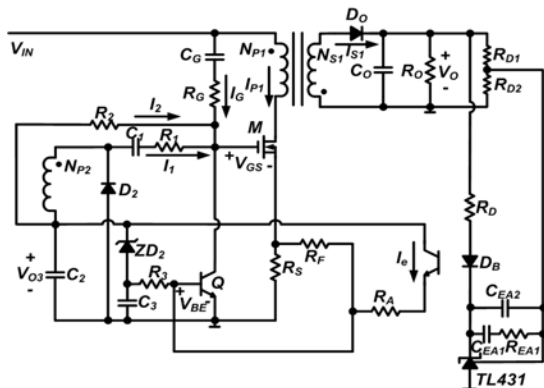 V_IN
C_G
N_P1
D_O
I_S1
N_S1
C_O
R_O
+
V_O
-
R_D1
R_D2
R_G
I_G
I_P1
R_2
I_2
C_1
R_1
I_1
M
+
V_GS
-
N_P2
D_2
ZD_2
R_D
+
V_O3
-
C_2
R_3
Q
C_3
+
V_BE
-
R_S
R_F
I_e
R_A
D_B
C_EA2
C_EA1
R_EA1
TL431